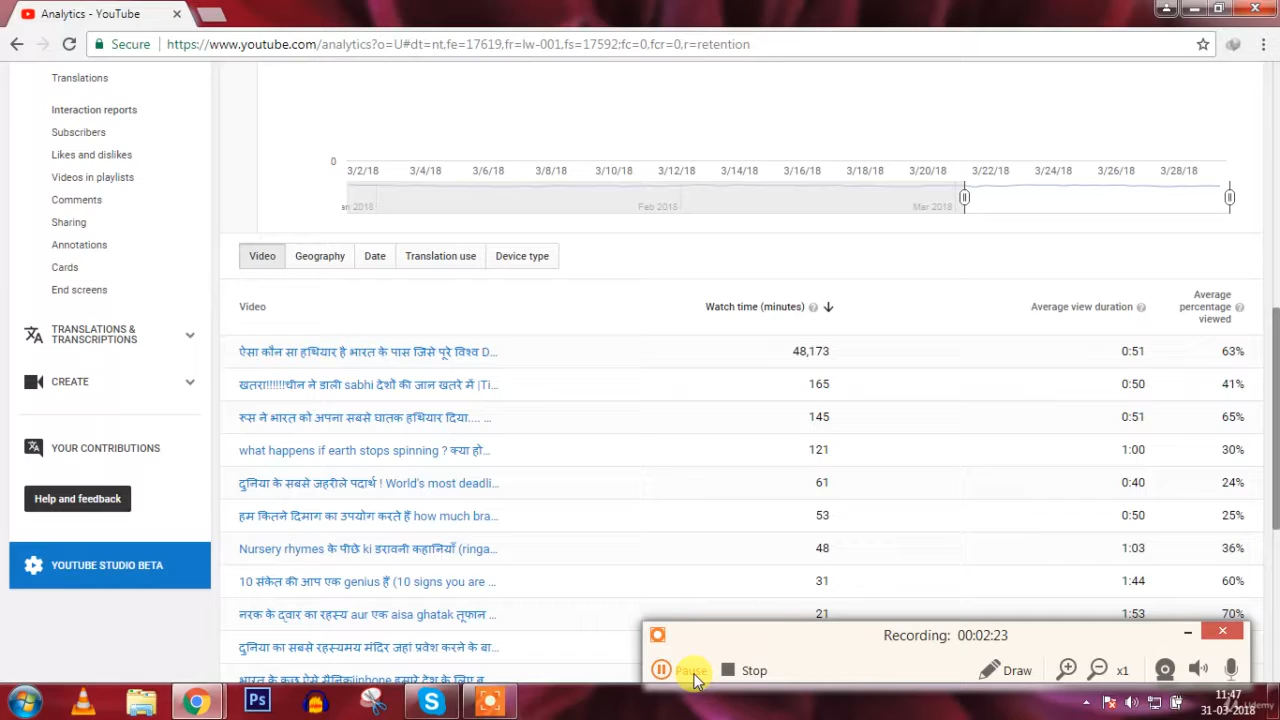 Analytics - YouTube
Secure
https://www.youtube.com/analytics?o=U#dt=nt,fe=17619,fr=lw-001,fs=17592;fc=0,fcr=0,r=retention
Translations
Interaction reports
Subscribers
Likes and dislikes
Videos in playlists
Comments
Sharing
Annotations
Cards
End screens
TRANSLATIONS &
TRANSCRIPTIONS
CREATE
YOUR CONTRIBUTIONS
Help and feedback
YOUTUBE STUDIO BETA
0
3/2/18 3/4/18 3/6/18 3/8/18 3/10/18 3/12/18 3/14/18 3/16/18 3/18/18 3/20/18 3/22/18 3/24/18 3/26/18 3/28/18
2018 Feb 2018 Mar 2018
Video Geography Date Translation use Device type
Video Watch time (minutes) Average view duration Average percentage viewed
ऐसा कौन सा हथियार है भारत के पास जिसे पूरे विश्व D... 48,173 0:51 63%
खतरा!!!!!!चीन ने डाली sabhi देशों की जान खतरे में |Ti... 165 0:50 41%
रूस ने भारत को अपना सबसे घातक हथियार दिया.... ... 145 0:51 65%
what happens if earth stops spinning ? क्या हो... 121 1:00 30%
दुनिया के सबसे जहरीले पदार्थ ! World's most deadli... 61 0:40 24%
हम कितने दिमाग का उपयोग करते हैं how much bra... 53 0:50 25%
Nursery rhymes के पीछे ki डरावनी कहानियाँ (ringa... 48 1:03 36%
10 संकेत की आप एक genius हैं (10 signs you are ... 31 1:44 60%
नरक के द्वार का रहस्य aur एक aisa ghatak तूफान ... 21 1:53 70%
दुनिया का सबसे रहस्यमय मंदिर जहां प्रवेश करने के बा...
भारत के कुछ ऐसे सैनिक|inhone हमारे देश के लिए ब...
Recording: 00:02:23
Pause Stop Draw x1
Ps
11:47
31-03-2018
Udemy